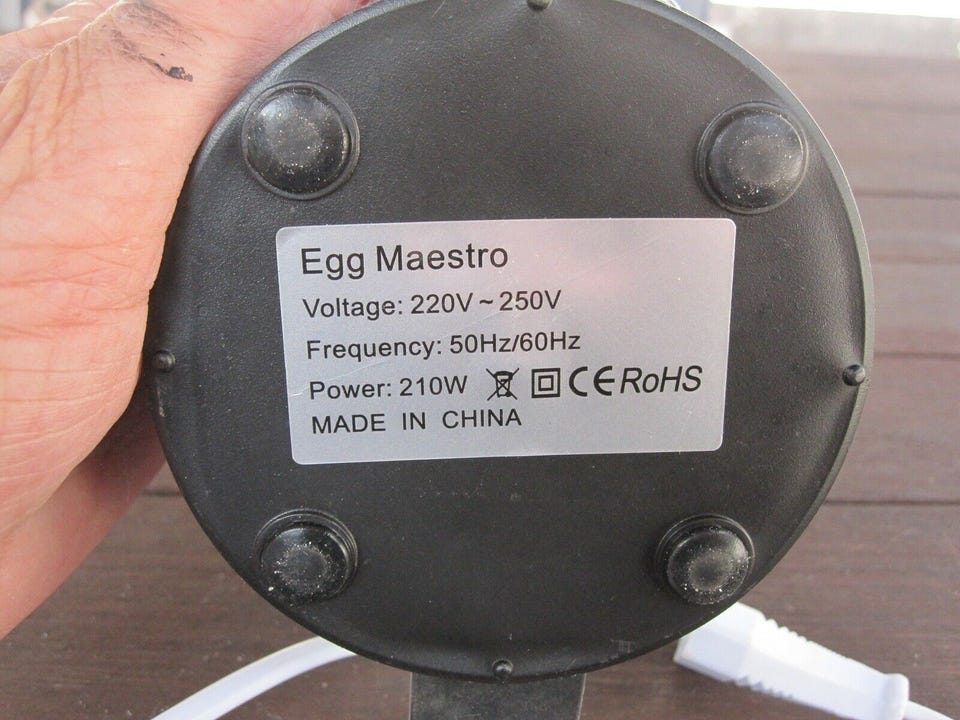 Egg Maestro
Voltage: 220V ~ 250V
Frequency: 50Hz/60Hz
Power: 210W CE RoHS
MADE IN CHINA